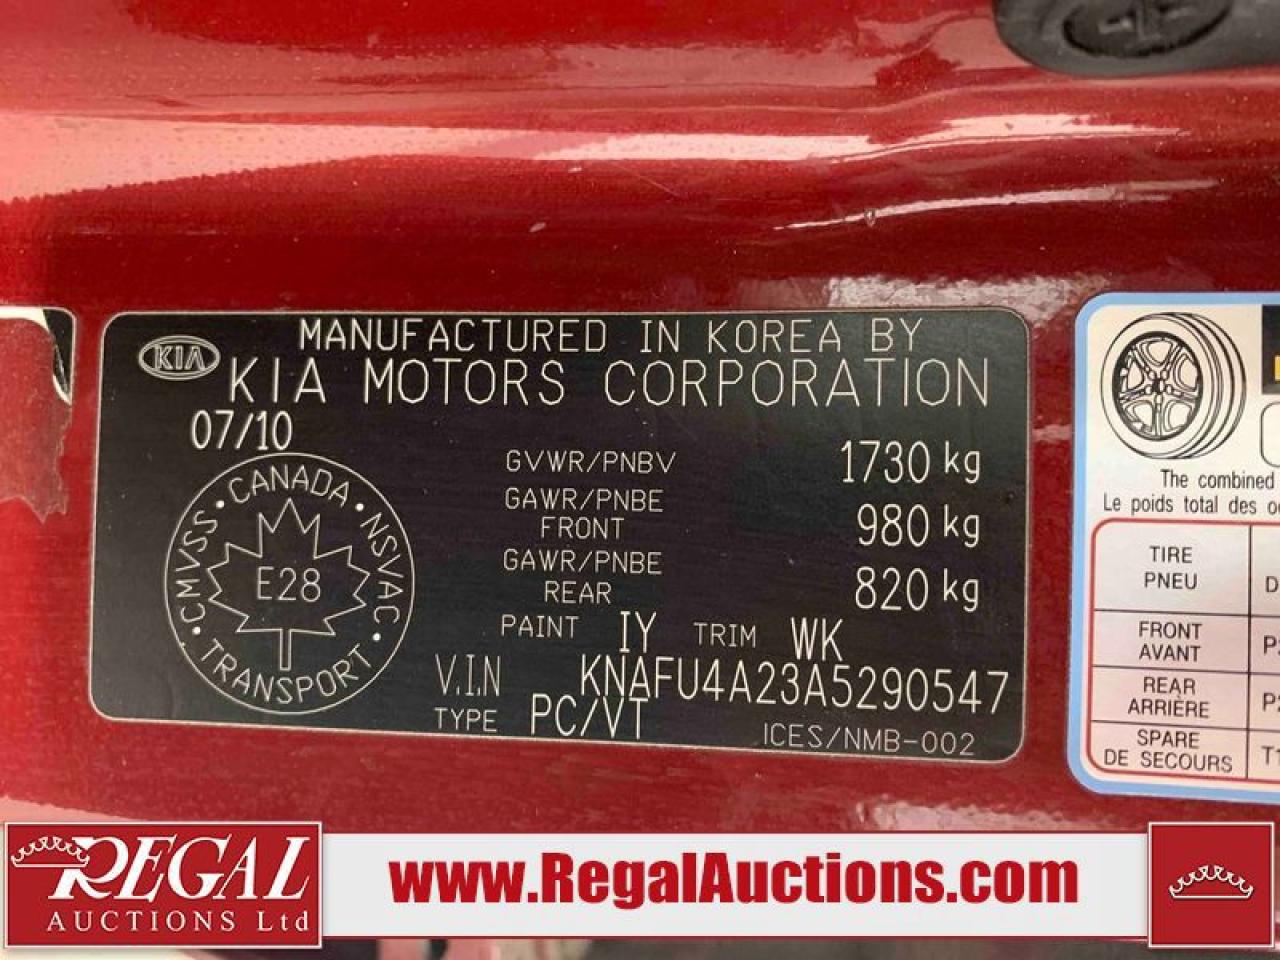 MANUFACTURED IN KOREA BY
KIA
KIA MOTORS CORPORATION
07/10
GVWR/PNBV 1730 kg
GAWR/PNBE FRONT 980 kg
GAWR/PNBE REAR 820 kg
PAINT IY TRIM WK
V.I.N KNAFU4A23A5290547
TYPE PC/VT
ICES/NMB-002
CANADA • NSVAC • TRANSPORT • CMVSS •
E28
The combined
Le poids total des
TIRE
PNEU
FRONT
AVANT
REAR
ARRIÈRE
SPARE
DE SECOURS
REGAL
AUCTIONS Ltd
www.RegalAuctions.com